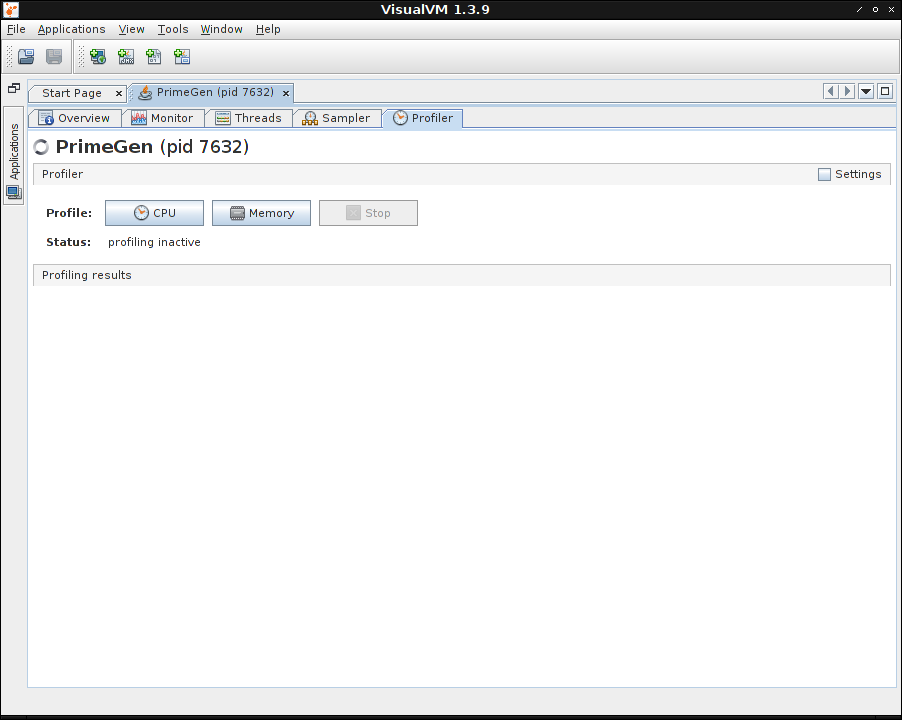 VisualVM 1.3.9
File Applications View Tools Window Help
Start Page PrimeGen (pid 7632)
Overview Monitor Threads Sampler Profiler
Applications
PrimeGen (pid 7632)
Profiler Settings
Profile: CPU Memory Stop
Status: profiling inactive
Profiling results